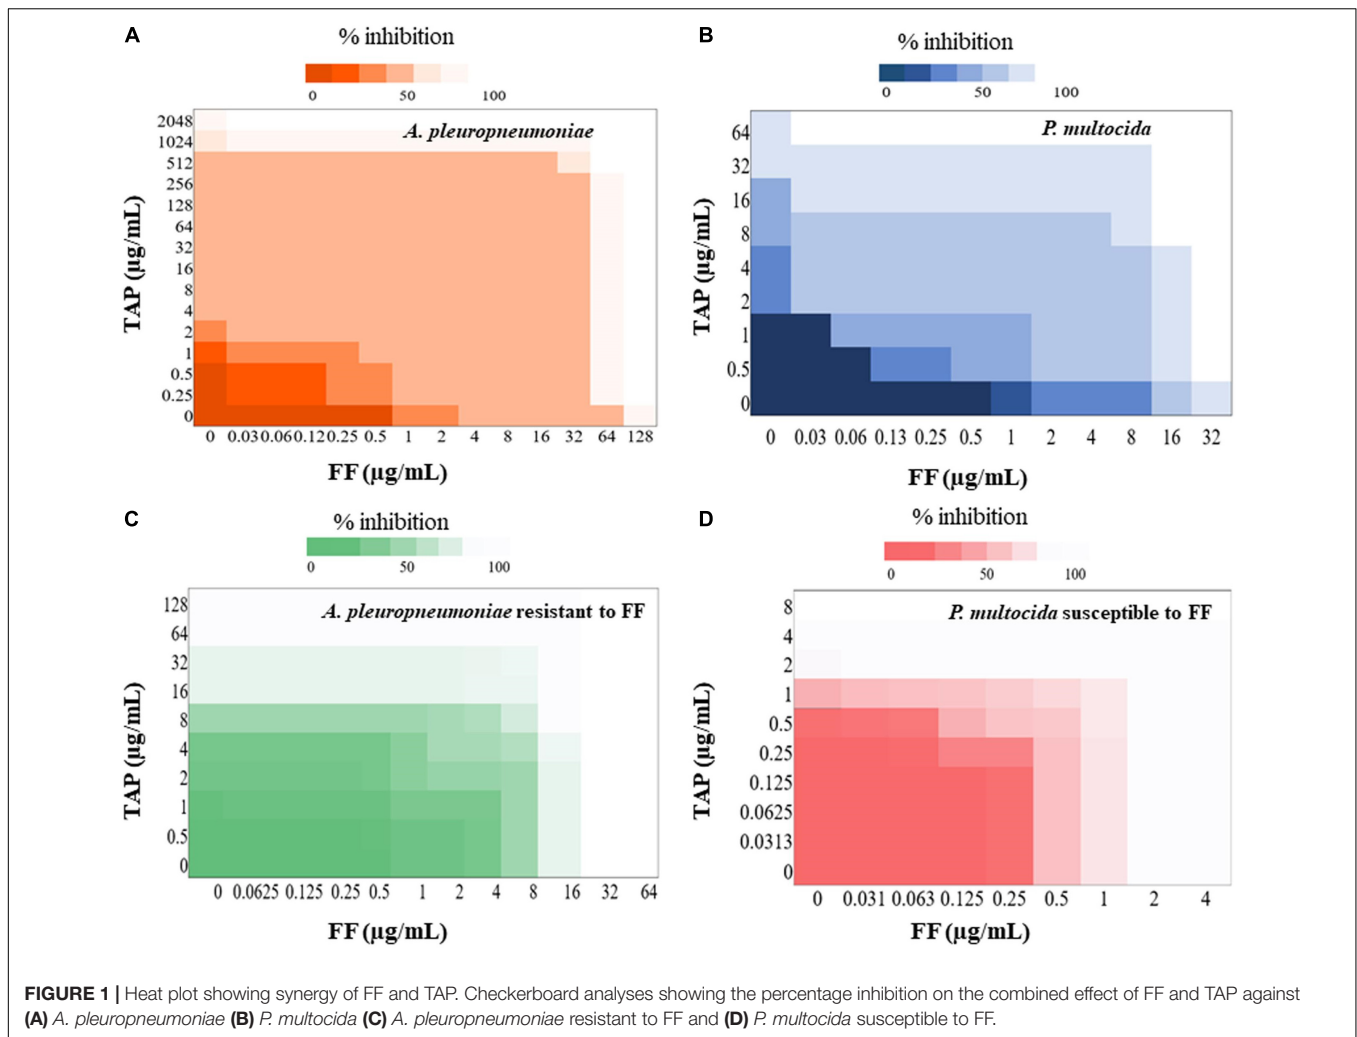 A
% inhibition
0 50 100
A. pleuropneumoniae
TAP (µg/mL)
2048
1024
512
256
128
64
32
16
8
4
2
1
0.5
0.25
0
0 0.03 0.06 0.12 0.25 0.5 1 2 4 8 16 32 64 128
FF (µg/mL)
B
% inhibition
0 50 100
P. multocida
TAP (µg/mL)
64
32
16
8
4
2
1
0.5
0
0 0.03 0.06 0.13 0.25 0.5 1 2 4 8 16 32
FF (µg/mL)
C
% inhibition
0 50 100
A. pleuropneumoniae resistant to FF
TAP (µg/mL)
128
64
32
16
8
4
2
1
0.5
0
0 0.0625 0.125 0.25 0.5 1 2 4 8 16 32 64
FF (µg/mL)
D
% inhibition
0 50 100
P. multocida susceptible to FF
TAP (µg/mL)
8
4
2
1
0.5
0.25
0.125
0.0625
0.0313
0
0 0.031 0.063 0.125 0.25 0.5 1 2 4
FF (µg/mL)
FIGURE 1 | Heat plot showing synergy of FF and TAP. Checkerboard analyses showing the percentage inhibition on the combined effect of FF and TAP against
(A) A. pleuropneumoniae (B) P. multocida (C) A. pleuropneumoniae resistant to FF and (D) P. multocida susceptible to FF.